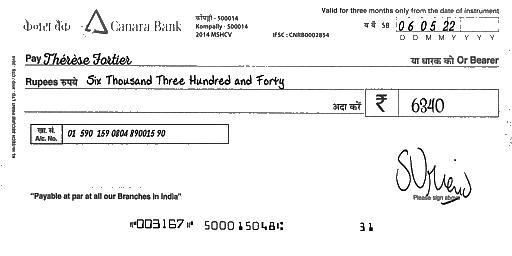 केनरा बैंक Canara Bank
कोंपल्ली - 500014
Kompally - 500014
2014 MSHCV
IFSC : CNRB0002854
Valid for three months only from the date of instrument
SB 06 05 22
D D M M Y Y Y Y
Pay Thérèse Fortier या धारक को Or Bearer
Rupees रुपये Six Thousand Three Hundred and Forty
अदा करें ₹ 6340
खा. सं.
A/c. No. 01 590 159 0804 890015 90
Please sign above
"Payable at par at all our Branches in India"
⑈003167⑈ 500015048⑆ 31